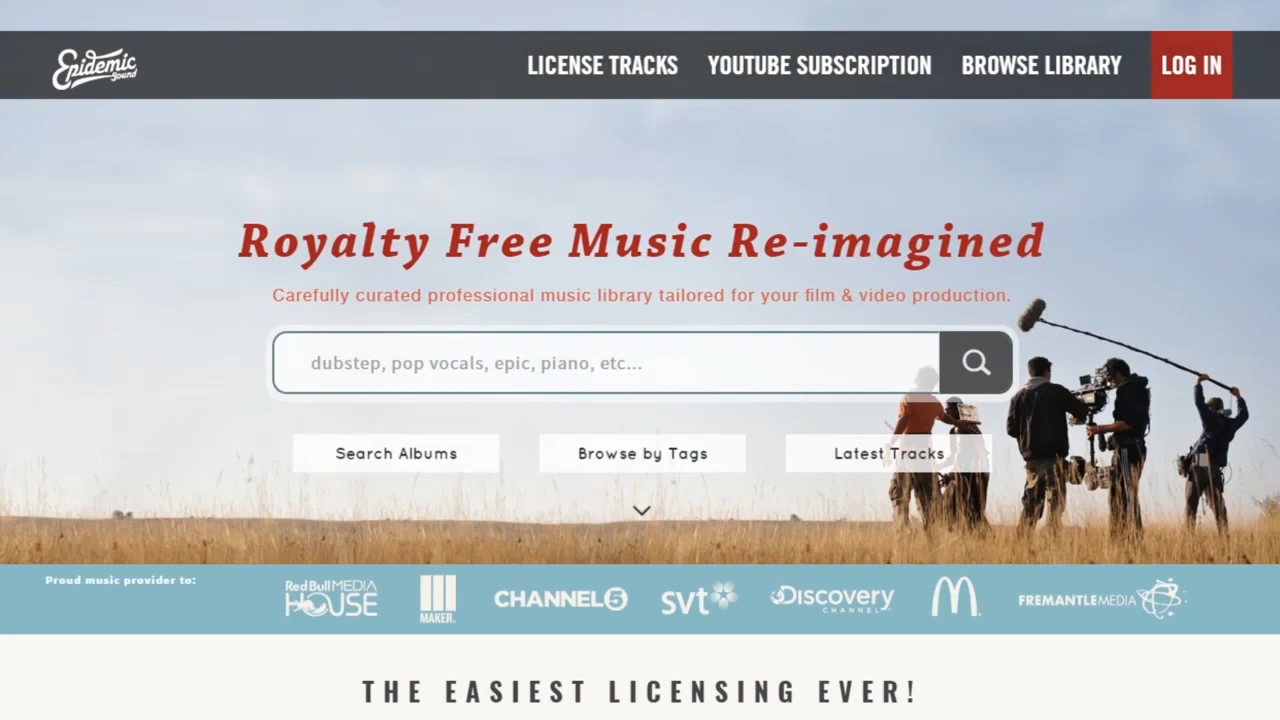 Epidemic Sound
LICENSE TRACKS YOUTUBE SUBSCRIPTION BROWSE LIBRARY LOG IN
Royalty Free Music Re-imagined
Carefully curated professional music library tailored for your film & video production.
dubstep, pop vocals, epic, piano, etc...
Search Albums Browse by Tags Latest Tracks
Proud music provider to:
Red Bull MEDIA HOUSE
MAKER
CHANNEL 5
svt
Discovery CHANNEL
M
FREMANTLEMEDIA
THE EASIEST LICENSING EVER!